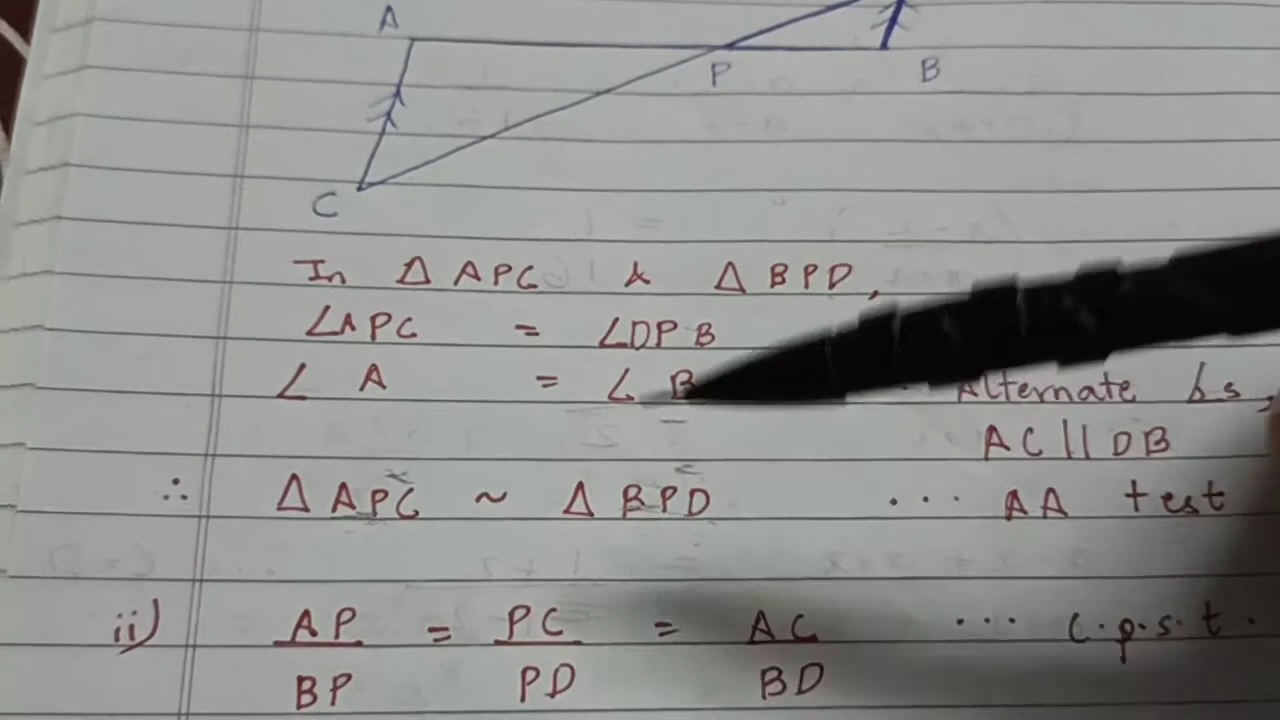 A
P
B
C
In Δ APC & Δ BPD,
∠APC = ∠DPB
∠ A = ∠ B Alternate ∠s,
AC || DB
∴ Δ APC ~ Δ BPD ... AA test
ii) AP/BP = PC/PD = AC/BD ... c.p.s.t.